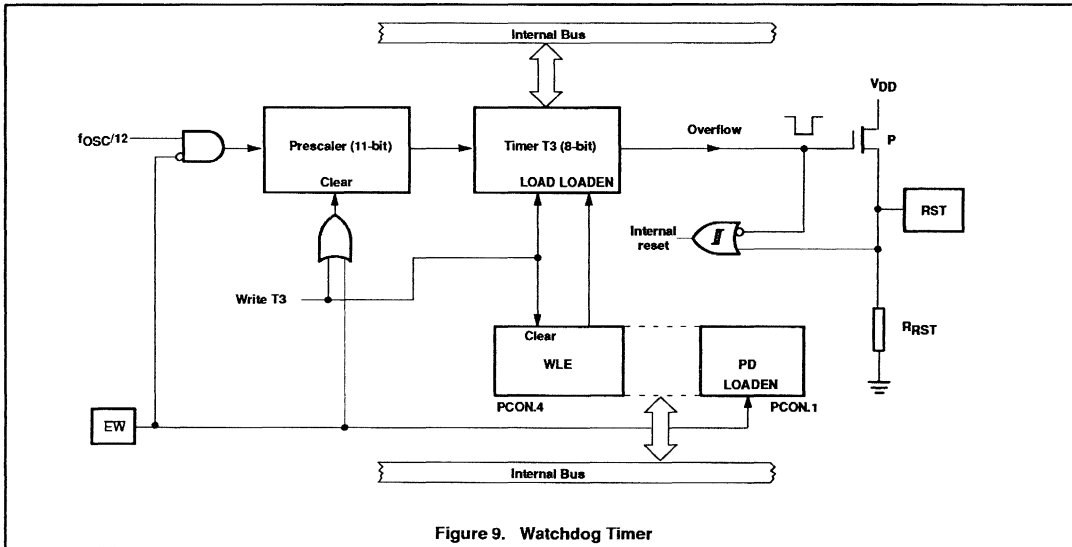 Internal Bus
VDD
fOSC/12
Prescaler (11-bit)
Clear
Timer T3 (8-bit)
LOAD LOADEN
Overflow
P
RST
Internal
reset
Write T3
RRST
Clear
WLE
PD
LOADEN
PCON.4
PCON.1
EW
Internal Bus
Figure 9. Watchdog Timer